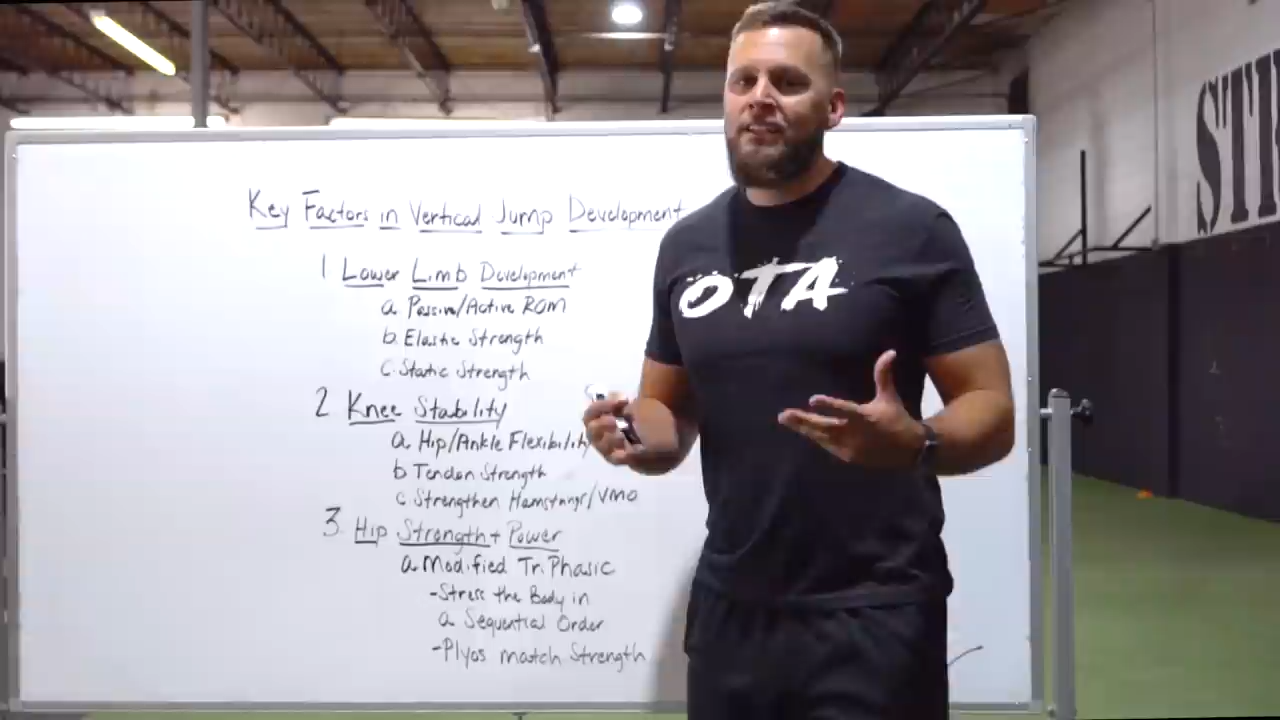 Key Factors in Vertical Jump Development
1 Lower Limb Development
a. Passive/Active ROM
b. Elastic Strength
c. Static Strength
2 Knee Stability
a. Hip/Ankle Flexibility
b Tendon Strength
c Strengthen Hamstrings/VMO
3. Hip Strength + Power
a. Modified TriPhasic
-Stress the Body in
a Sequential Order
-Plyos match Strength
OTA